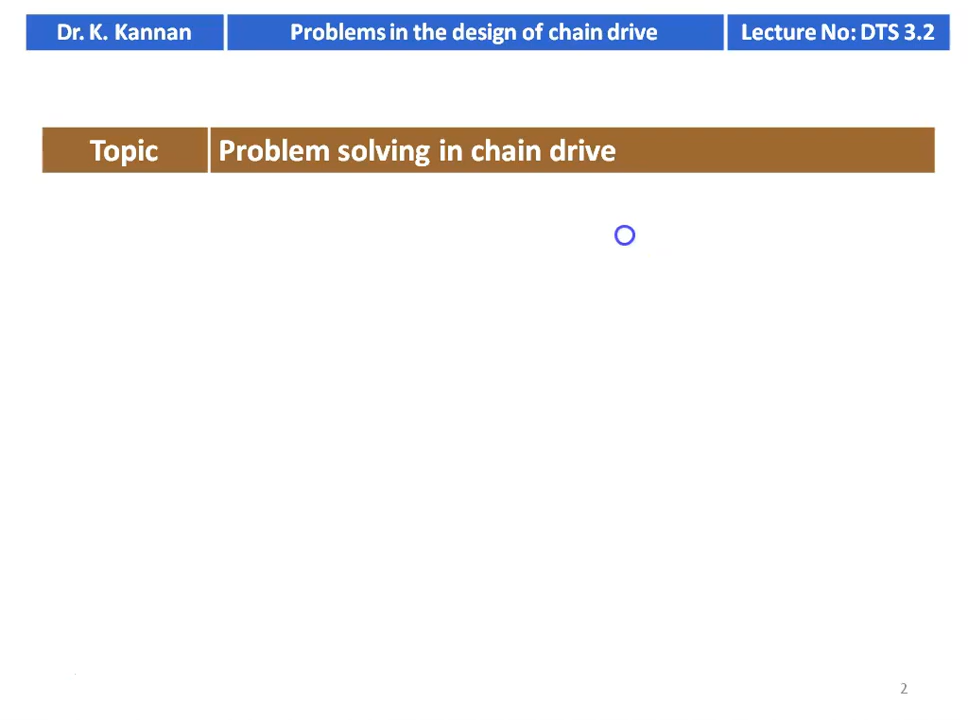 Dr. K. Kannan
Problems in the design of chain drive
Lecture No: DTS 3.2
Topic
Problem solving in chain drive
2